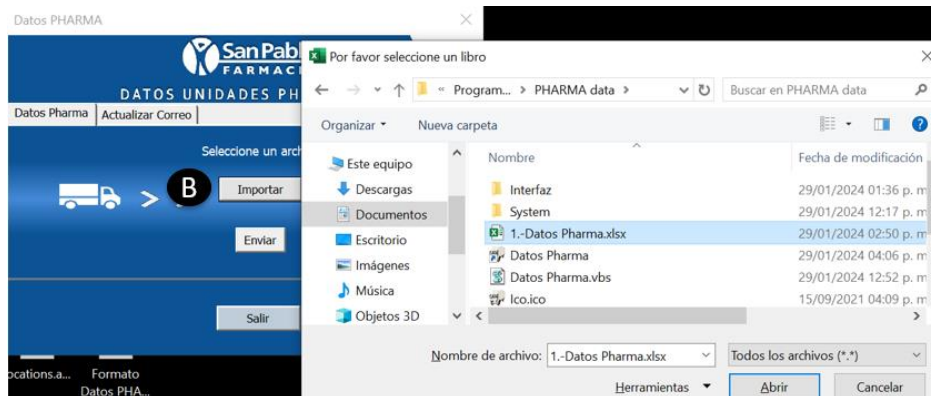 Datos PHARMA
San Pabl
FARMACI
DATOS UNIDADES PH
Datos Pharma
Actualizar Correo
Seleccione un arch
B
Importar
>
Enviar
Salir
ocations.a...
Formato
Datos PHA...
Por favor seleccione un libro
« Program... > PHARMA data >
Buscar en PHARMA data
Organizar
Nueva carpeta
?
Este equipo
Descargas
Documentos
Escritorio
Imágenes
Música
Objetos 3D
Nombre
Fecha de modificación
Interfaz
29/01/2024 01:36 p. m
System
29/01/2024 12:17 p. m
1.-Datos Pharma.xlsx
29/01/2024 02:50 p. m
Datos Pharma
29/01/2024 04:06 p. m
Datos Pharma.vbs
29/01/2024 12:52 p. m
Ico.ico
15/09/2021 04:09 p. m
Nombre de archivo:
1.-Datos Pharma.xlsx
Todos los archivos (*.*)
Herramientas
Abrir
Cancelar